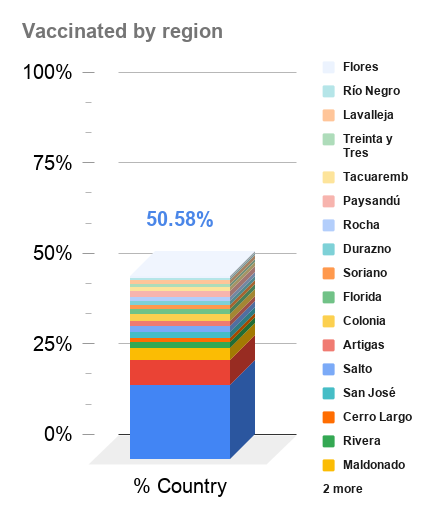 Vaccinated by region
100%
75%
50%
25%
0%
50.58%
% Country
Flores
Río Negro
Lavalleja
Treinta y
Tres
Tacuaremb
Paysandú
Rocha
Durazno
Soriano
Florida
Colonia
Artigas
Salto
San José
Cerro Largo
Rivera
Maldonado
2 more